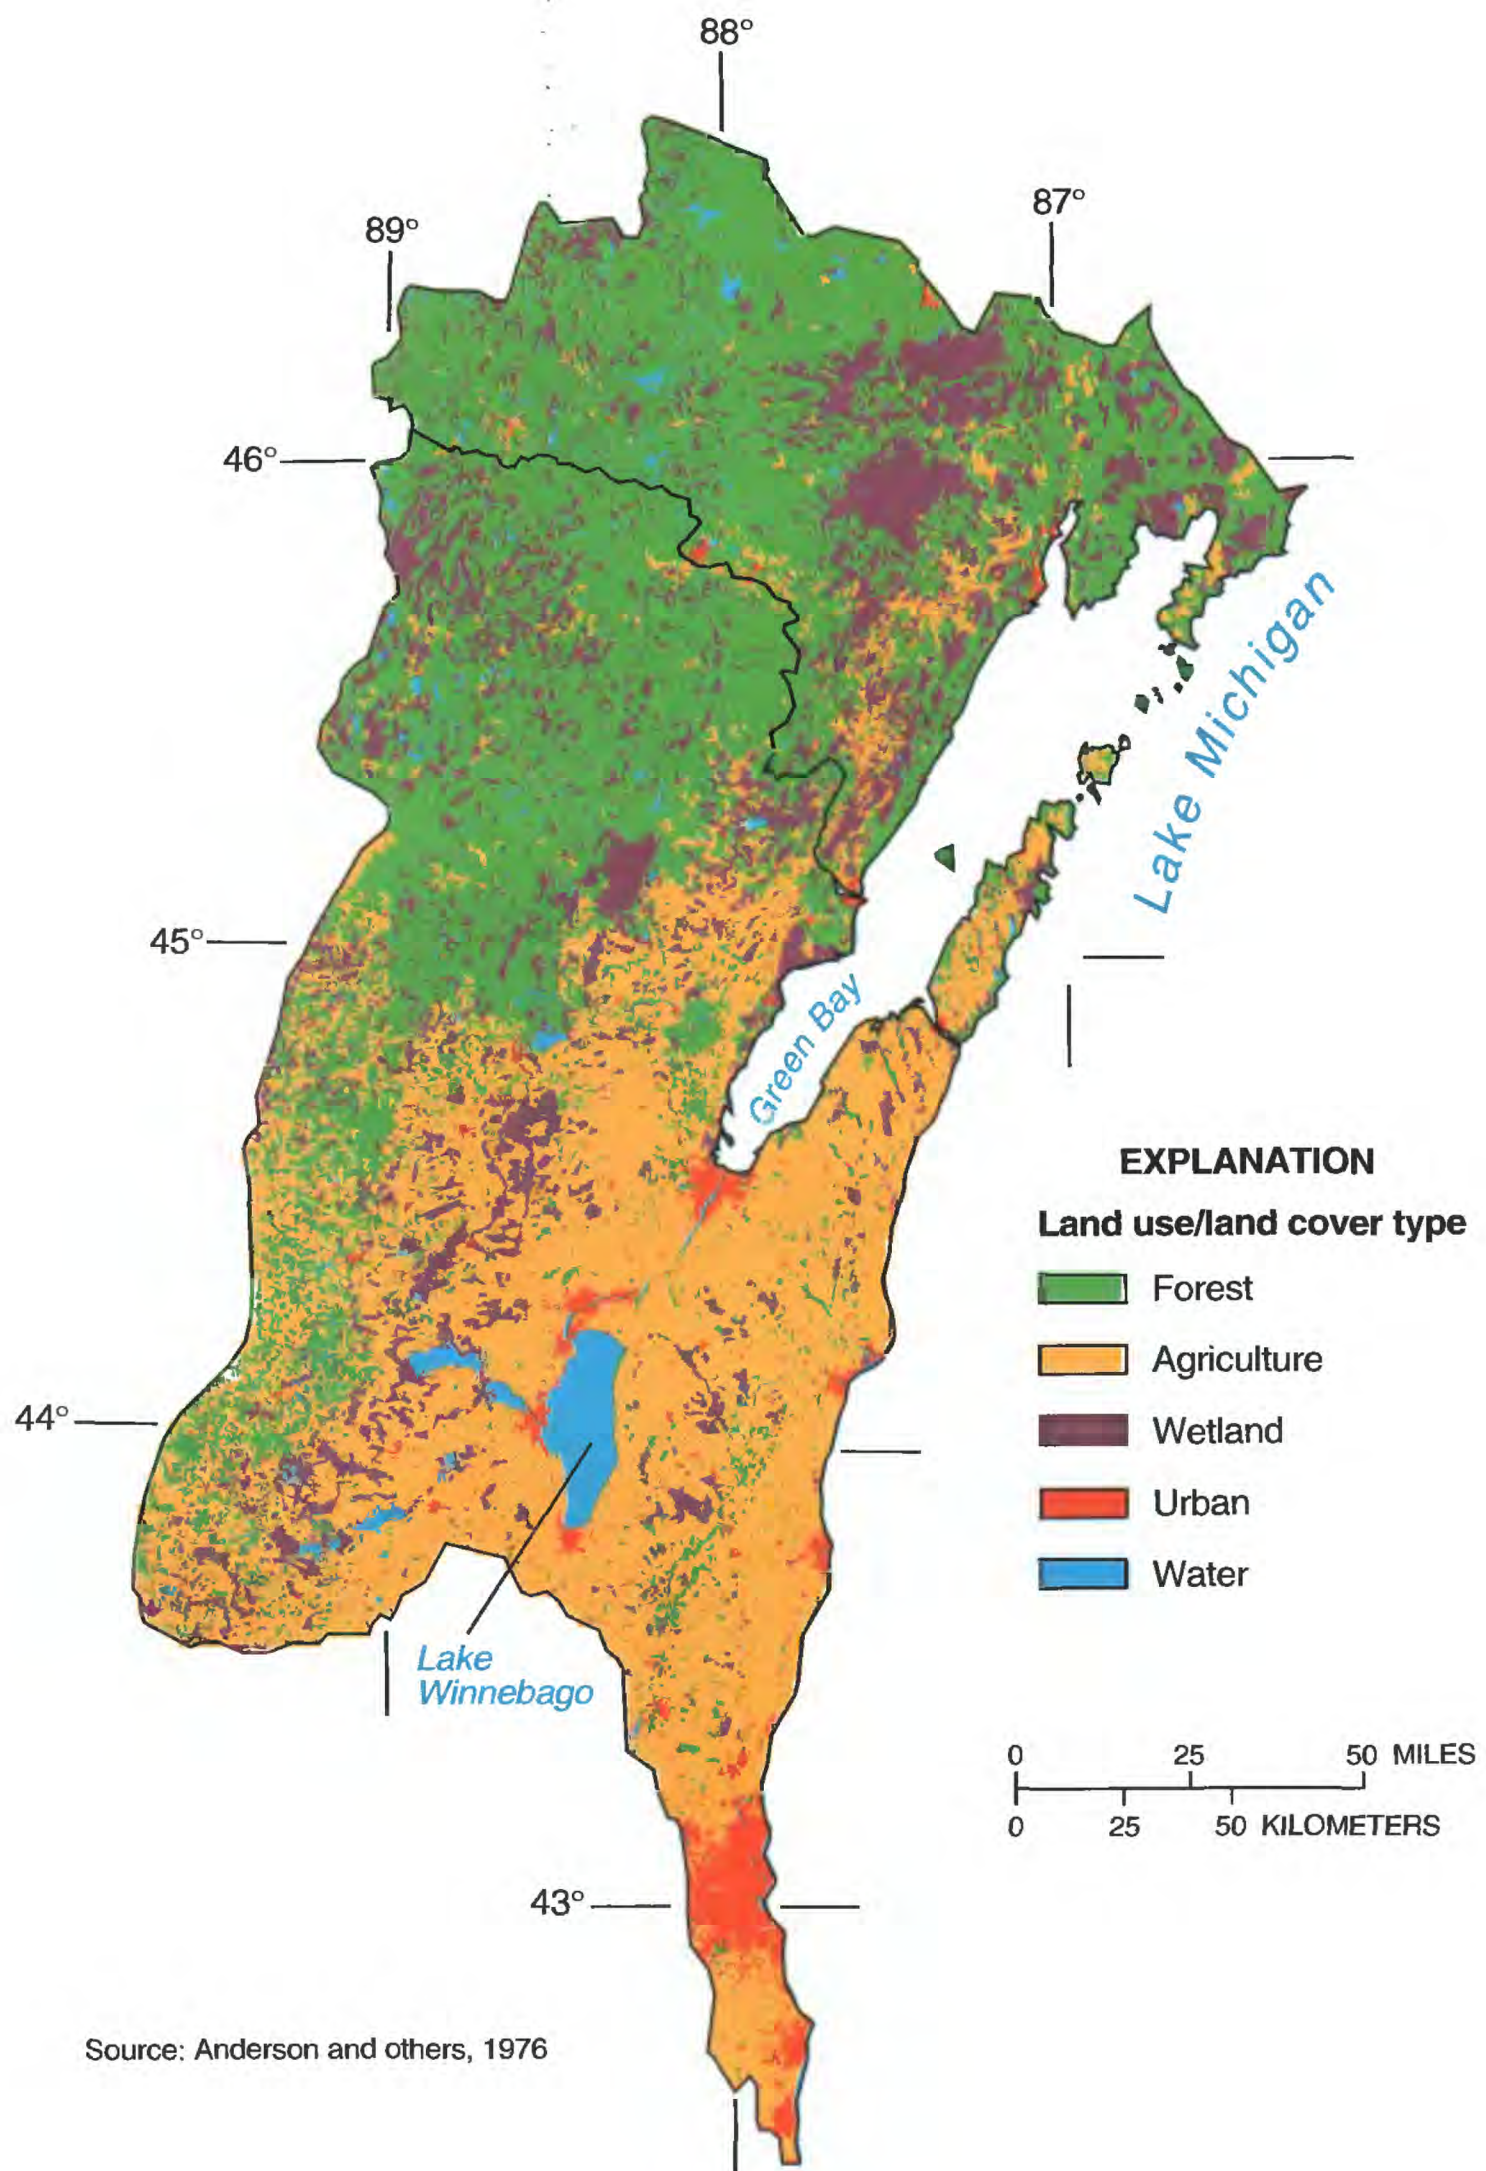 88°
87°
89°
46°
Lake Michigan
45°
Green Bay
EXPLANATION
Land use/land cover type
Forest
Agriculture
44°
Wetland
Urban
Water
Lake
Winnebago
0 25 50 MILES
0 25 50 KILOMETERS
43°
Source: Anderson and others, 1976